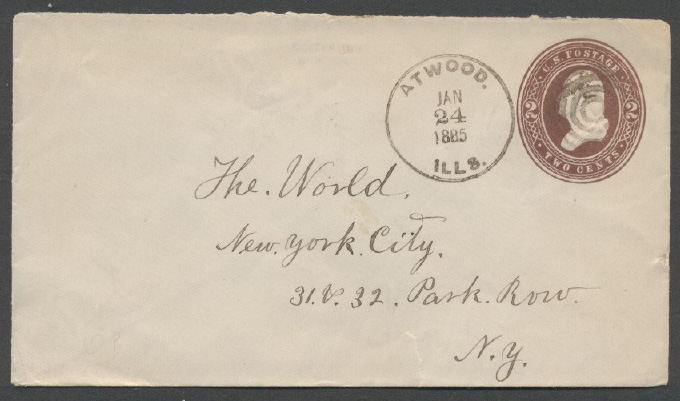 ATWOOD.
JAN
24
1885
ILLS.
U.S. POSTAGE
2 2
TWO CENTS
The. World.
New. York. City.
31. & 32. Park. Row.
N.Y.